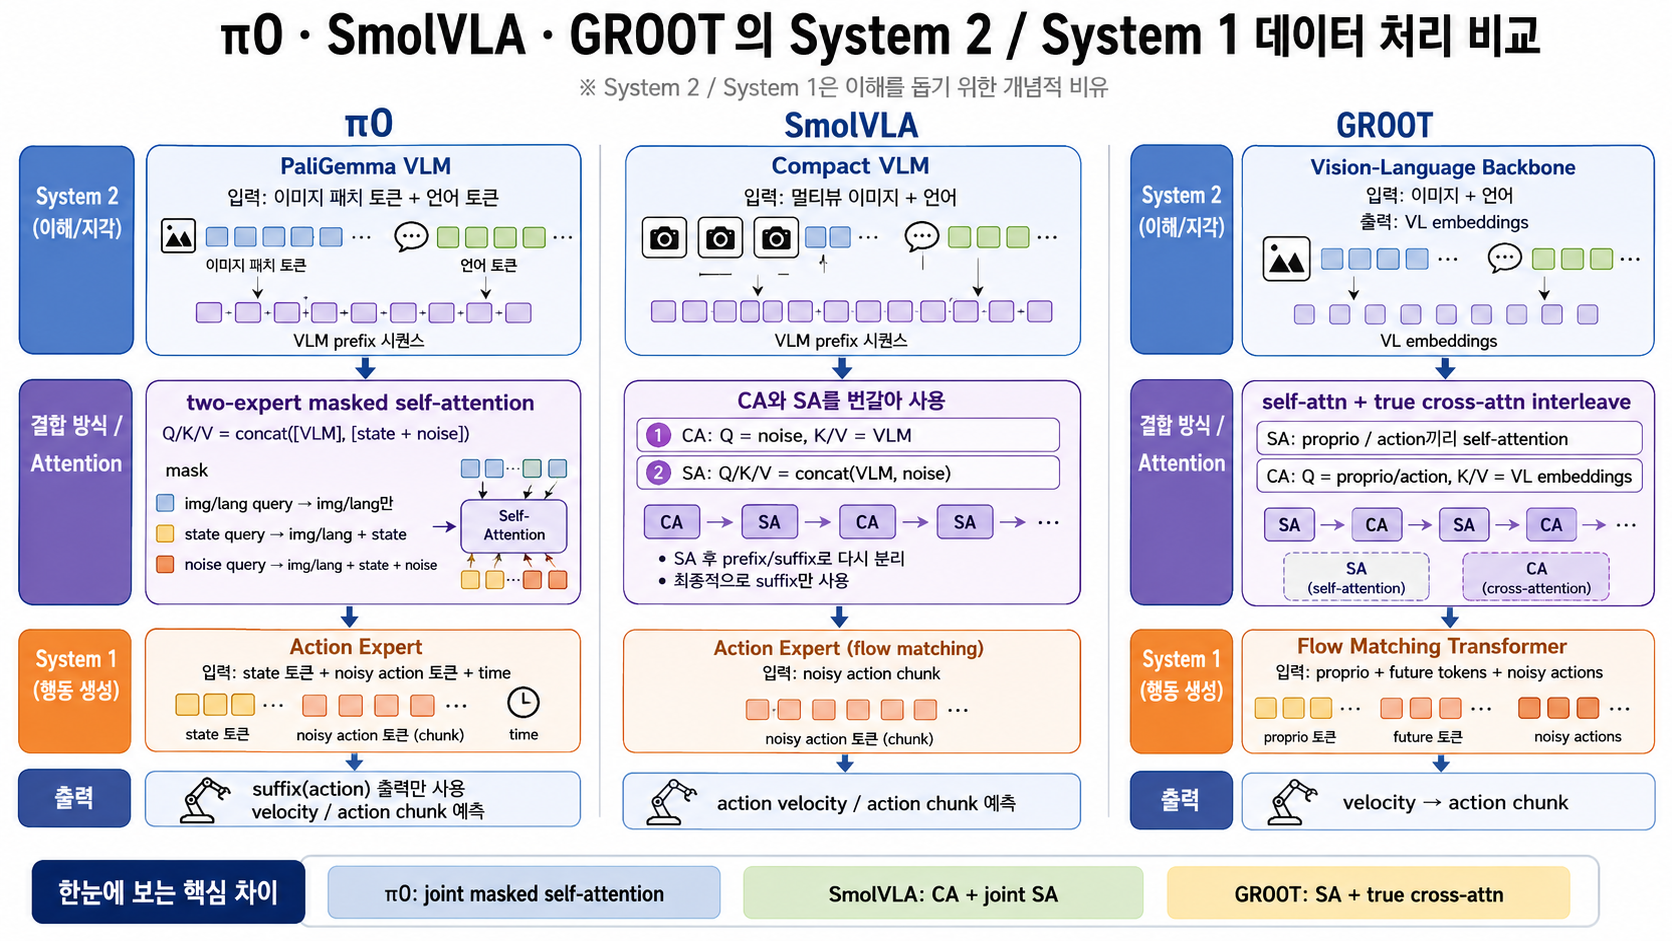 π0 · SmolVLA · GR00T의 System 2 / System 1 데이터 처리 비교
※ System 2 / System 1은 이해를 돕기 위한 개념적 비유
π0
System 2
(이해/지각)
PaliGemma VLM
입력: 이미지 패치 토큰 + 언어 토큰
...
...
이미지 패치 토큰
언어 토큰
VLM prefix 시퀀스
결합 방식 /
Attention
two-expert masked self-attention
Q/K/V = concat([VLM], [state + noise])
mask
img/lang query → img/lang만
state query → img/lang + state
noise query → img/lang + state + noise
...
Self-
Attention
...
System 1
(행동 생성)
Action Expert
입력: state 토큰 + noisy action 토큰 + time
...
...
state 토큰
noisy action 토큰 (chunk)
time
출력
suffix(action) 출력만 사용
velocity / action chunk 예측
SmolVLA
Compact VLM
입력: 멀티뷰 이미지 + 언어
...
...
VLM prefix 시퀀스
CA와 SA를 번갈아 사용
1 CA: Q = noise, K/V = VLM
2 SA: Q/K/V = concat(VLM, noise)
CA → SA → CA → SA → ...
• SA 후 prefix/suffix로 다시 분리
• 최종적으로 suffix만 사용
Action Expert (flow matching)
입력: noisy action chunk
...
noisy action 토큰 (chunk)
action velocity / action chunk 예측
GR00T
System 2
(이해/지각)
Vision-Language Backbone
입력: 이미지 + 언어
출력: VL embeddings
...
...
VL embeddings
결합 방식 /
Attention
self-attn + true cross-attn interleave
SA: proprio / action끼리 self-attention
CA: Q = proprio/action, K/V = VL embeddings
SA → CA → SA → CA → ...
SA
(self-attention)
CA
(cross-attention)
System 1
(행동 생성)
Flow Matching Transformer
입력: proprio + future tokens + noisy actions
...
...
...
proprio 토큰
future 토큰
noisy actions
출력
velocity → action chunk
한눈에 보는 핵심 차이
π0: joint masked self-attention
SmolVLA: CA + joint SA
GR00T: SA + true cross-attn